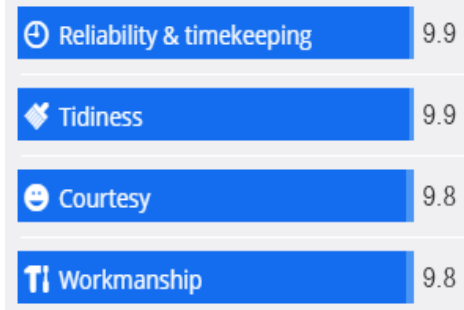 Reliability & timekeeping 9.9
Tidiness 9.9
Courtesy 9.8
Workmanship 9.8